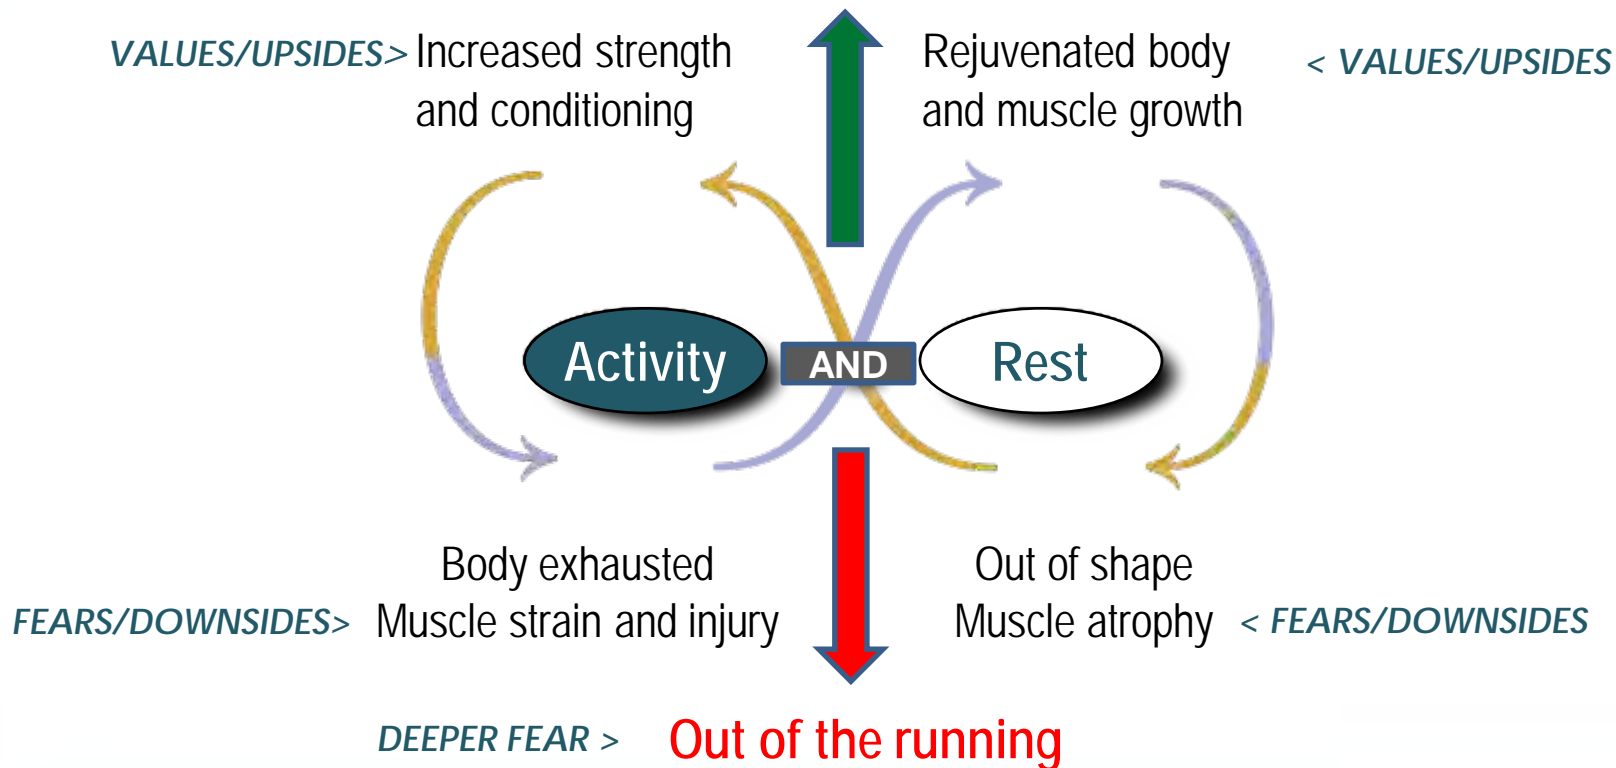 VALUES/UPSIDES> Increased strength
and conditioning
Rejuvenated body
and muscle growth
< VALUES/UPSIDES
Activity
AND
Rest
Body exhausted
FEARS/DOWNSIDES> Muscle strain and injury
Out of shape
Muscle atrophy < FEARS/DOWNSIDES
DEEPER FEAR > Out of the running